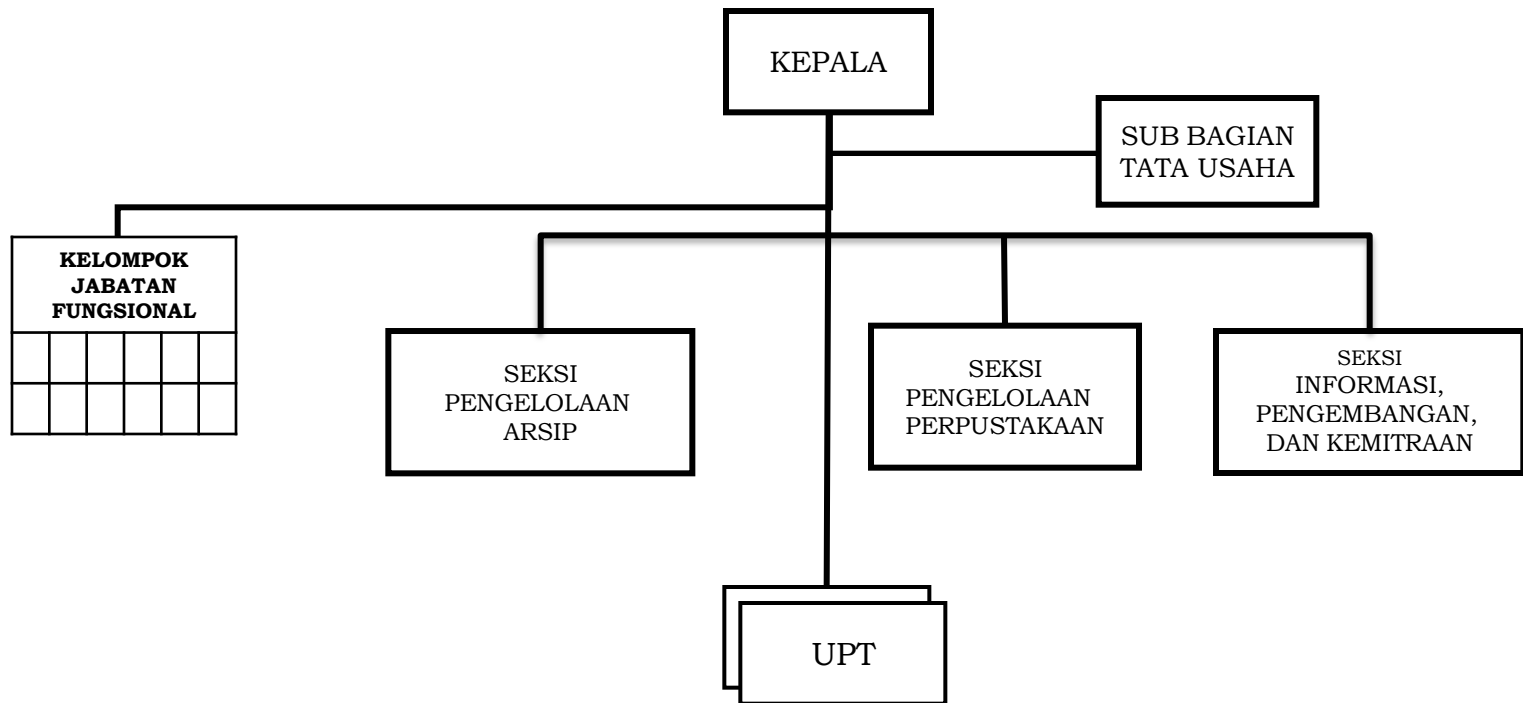 KEPALA
SUB BAGIAN
TATA USAHA
KELOMPOK
JABATAN
FUNGSIONAL
SEKSI
PENGELOLAAN
ARSIP
SEKSI
PENGELOLAAN
PERPUSTAKAAN
SEKSI
INFORMASI,
PENGEMBANGAN,
DAN KEMITRAAN
UPT